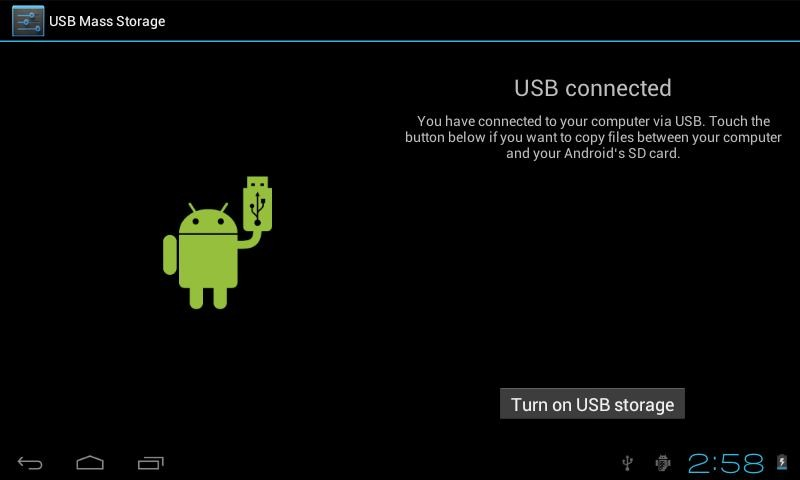 USB Mass Storage
USB connected
You have connected to your computer via USB. Touch the
button below if you want to copy files between your computer
and your Android's SD card.
Turn on USB storage
2:58